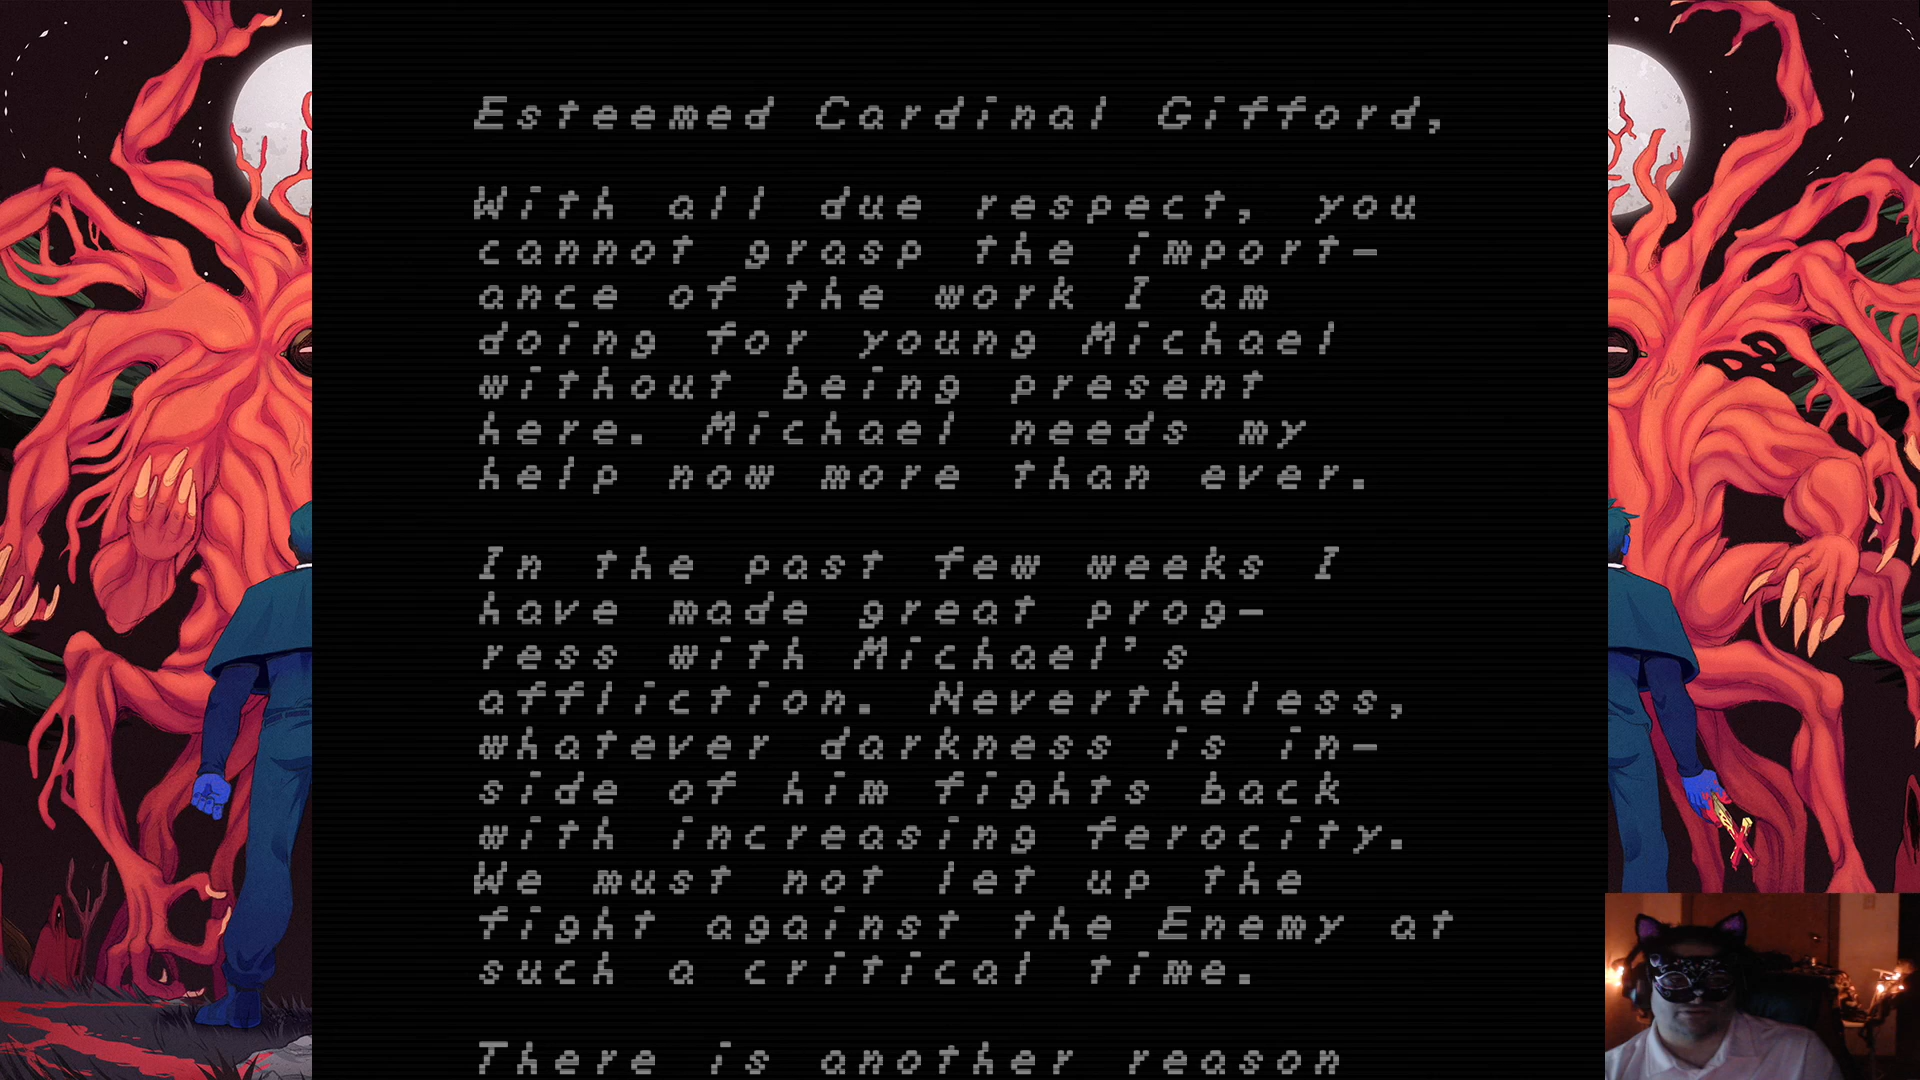 Esteemed Cardinal Gifford,
With all due respect, you
cannot grasp the import-
ance of the work I am
doing for young Michael
without being present
here. Michael needs my
help now more than ever.
In the past few weeks I
have made great prog-
ress with Michael's
affliction. Nevertheless,
whatever darkness is in-
side of him fights back
with increasing ferocity.
We must not let up the
fight against the Enemy at
such a critical time.
There is another reason